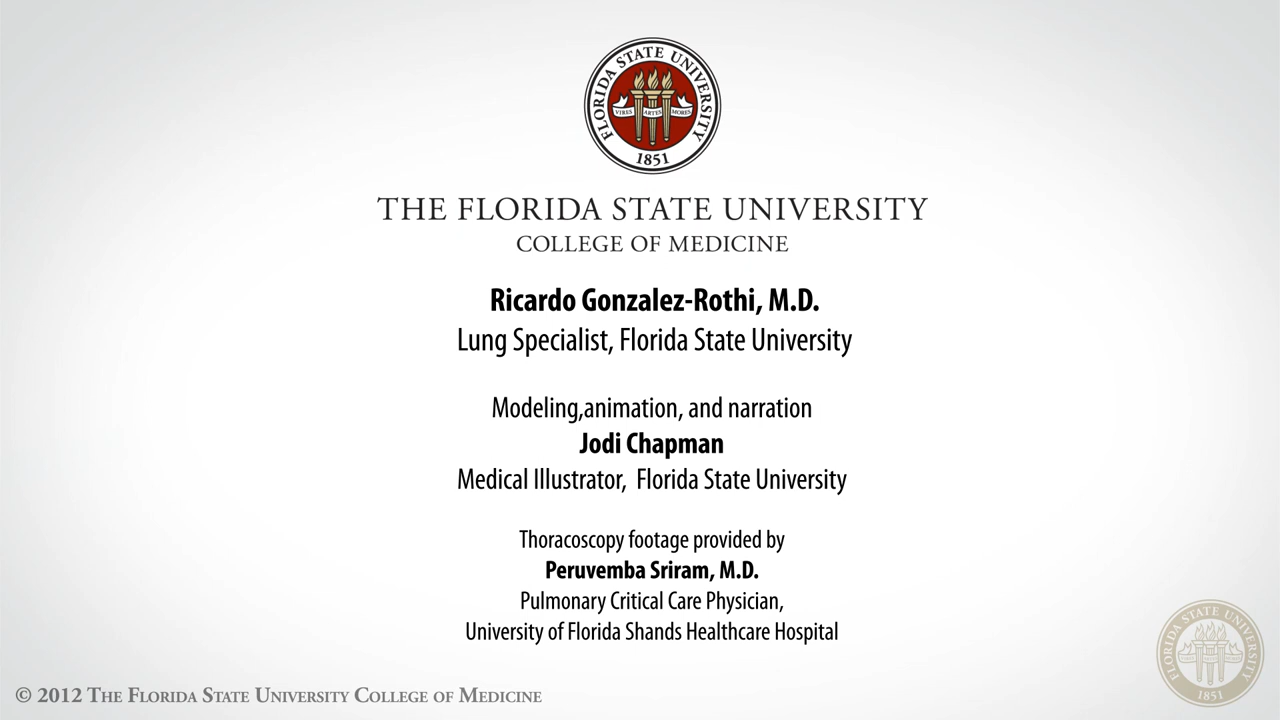 FLORIDA STATE UNIVERSITY
VIRES ARTES MORES
1851
THE FLORIDA STATE UNIVERSITY
COLLEGE OF MEDICINE
Ricardo Gonzalez-Rothi, M.D.
Lung Specialist, Florida State University
Modeling,animation, and narration
Jodi Chapman
Medical Illustrator, Florida State University
Thoracoscopy footage provided by
Peruvemba Sriram, M.D.
Pulmonary Critical Care Physician,
University of Florida Shands Healthcare Hospital
FLORIDA STATE UNIVERSITY
1851
© 2012 THE FLORIDA STATE UNIVERSITY COLLEGE OF MEDICINE